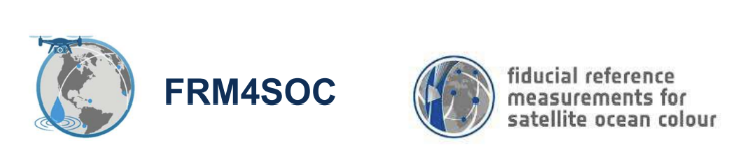 FRM4SOC
fiducial reference
measurements for
satellite ocean colour